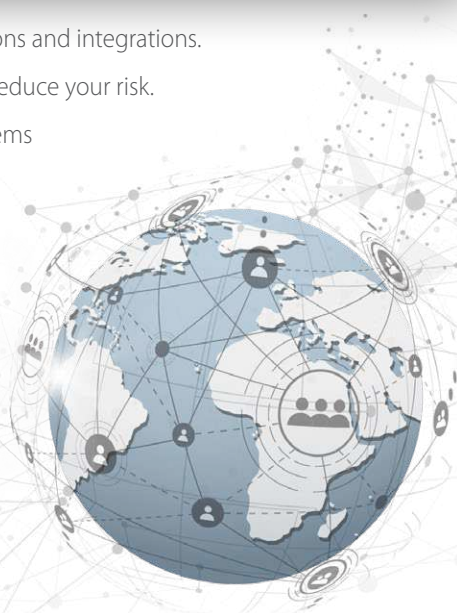 ons and integrations.
educe your risk.
ems